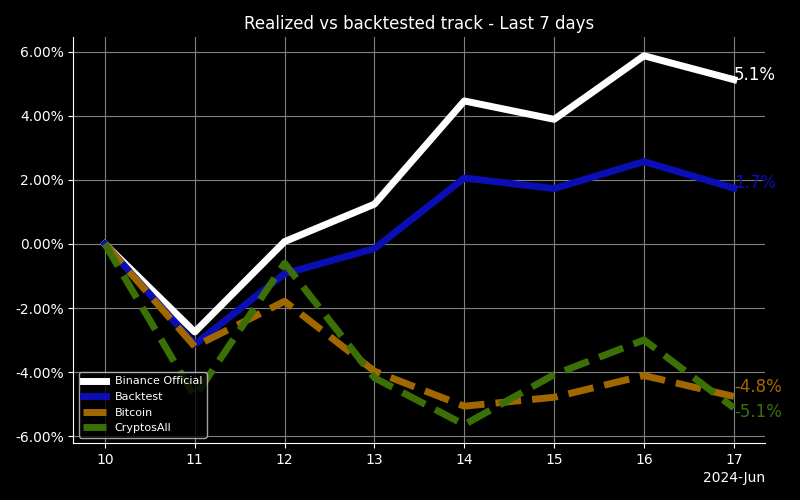 Realized vs backtested track - Last 7 days
6.00%
4.00%
2.00%
0.00%
-2.00%
-4.00%
-6.00%
5.1%
1.7%
-4.8%
-5.1%
Binance Official
Backtest
Bitcoin
CryptosAll
10 11 12 13 14 15 16 17
2024-Jun